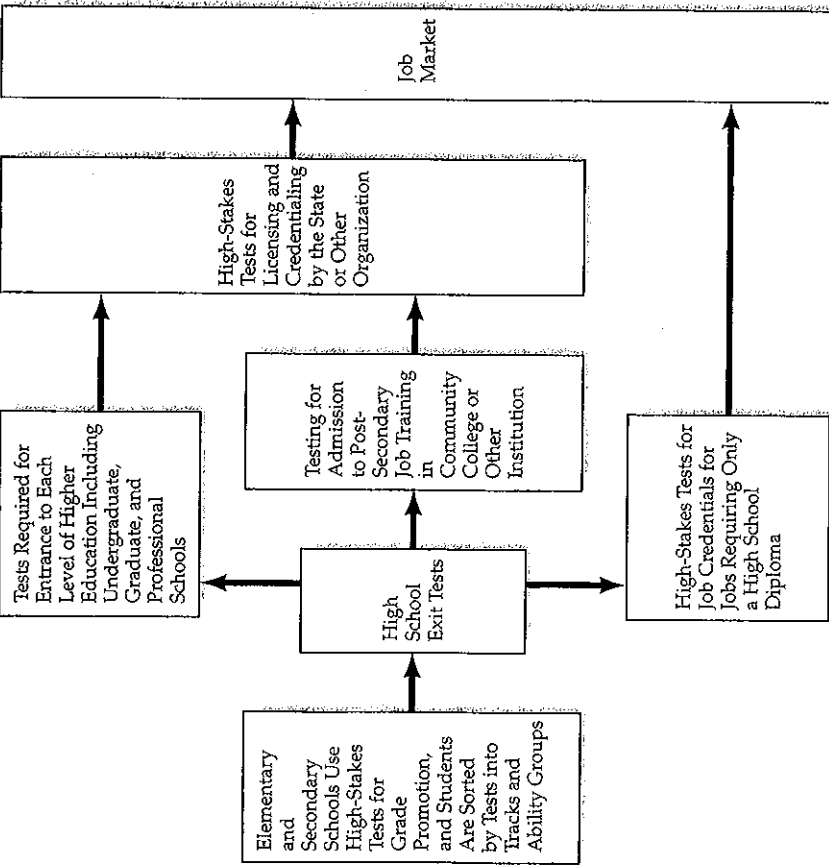 Elementary
and
Secondary
Schools Use
High-Stakes
Tests for
Grade
Promotion,
and Students
Are Sorted
by Tests into
Tracks and
Ability Groups
High
School
Exit Tests
Tests Required for
Entrance to Each
Level of Higher
Education Including
Undergraduate,
Graduate, and
Professional
Schools
Testing for
Admission
to Post-
Secondary
Job Training
in
Community
College or
Other
Institution
High-Stakes Tests for
Job Credentials for
Jobs Requiring Only
a High School
Diploma
High-Stakes
Tests for
Licensing and
Credentialing
by the State
or Other
Organization
Job
Market